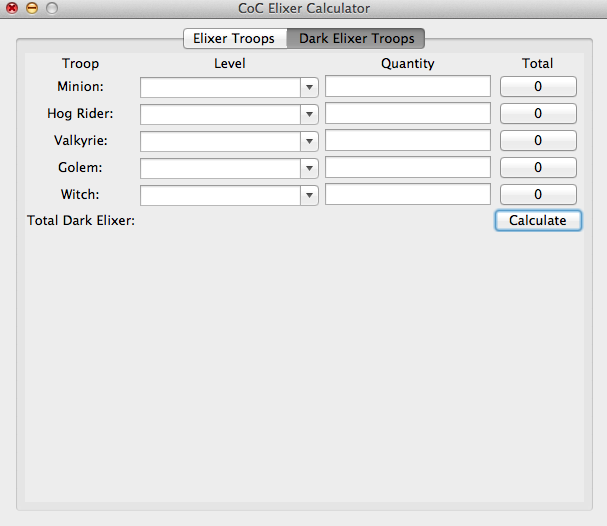 CoC Elixer Calculator
Elixer Troops Dark Elixer Troops
Troop Level Quantity Total
Minion: 0
Hog Rider: 0
Valkyrie: 0
Golem: 0
Witch: 0
Total Dark Elixer: Calculate